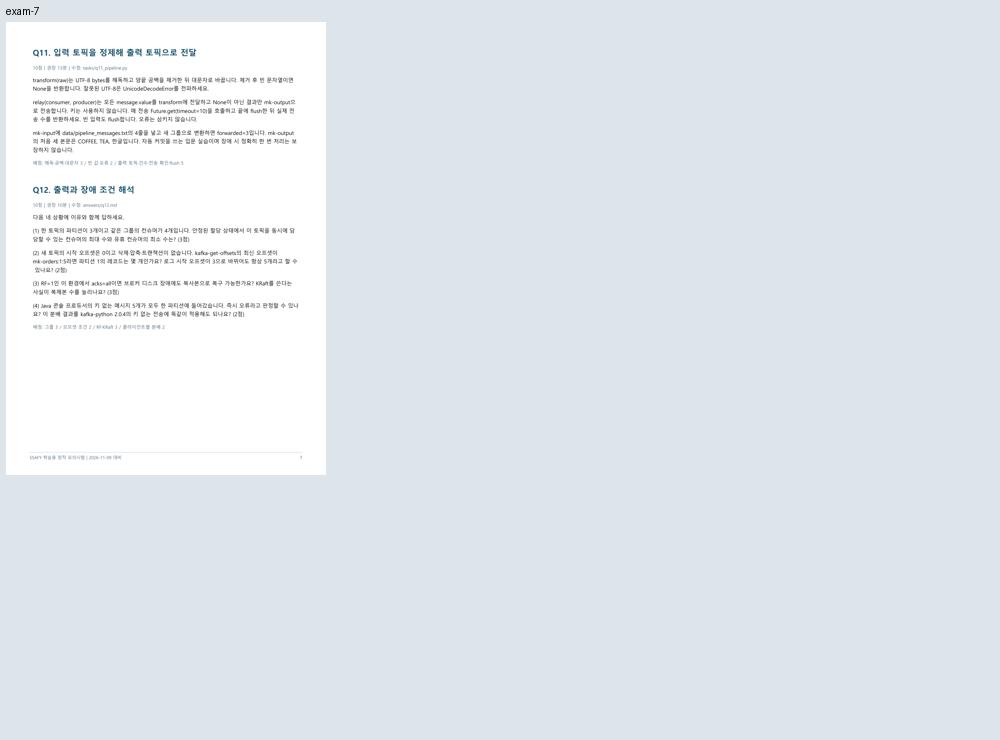 exam-7
Q11. 입력 토픽을 정제해 출력 토픽으로 전달
10점 | 권장 15분 | 수정: tasks/q11_pipeline.py
transform(raw)는 UTF-8 bytes를 해독하고 양끝 공백을 제거한 뒤 대문자로 바꿉니다. 제거 후 빈 문자열이면
None을 반환합니다. 잘못된 UTF-8은 UnicodeDecodeError를 전파하세요.
relay(consumer, producer)는 모든 message.value를 transform에 전달하고 None이 아닌 결과만 mk-output으
로 전송합니다. 키는 사용하지 않습니다. 매 전송 Future.get(timeout=10)을 호출하고 끝에 flush한 뒤 실제 전
송 수를 반환하세요. 빈 입력도 flush합니다. 오류는 삼키지 않습니다.
mk-input에 data/pipeline_messages.txt의 4줄을 넣고 새 그룹으로 변환하면 forwarded=3입니다. mk-output
의 처음 세 본문은 COFFEE, TEA, 한글입니다. 자동 커밋을 쓰는 입문 실습이며 장애 시 정확히 한 번 처리는 보
장하지 않습니다.
배점: 해독·공백·대문자 3 / 빈 값·오류 2 / 출력 토픽·건수·전송 확인·flush 5
Q12. 출력과 장애 조건 해석
10점 | 권장 10분 | 수정: answers/q12.md
다음 네 상황에 이유와 함께 답하세요.
(1) 한 토픽의 파티션이 3개이고 같은 그룹의 컨슈머가 4개입니다. 안정된 할당 상태에서 이 토픽을 동시에 담
당할 수 있는 컨슈머의 최대 수와 유휴 컨슈머의 최소 수는? (3점)
(2) 새 토픽의 시작 오프셋은 0이고 삭제·압축·트랜잭션이 없습니다. kafka-get-offsets의 최신 오프셋이
mk-orders:1:5라면 파티션 1의 레코드는 몇 개인가요? 로그 시작 오프셋이 3으로 바뀌어도 항상 5개라고 할 수
있나요? (2점)
(3) RF=1인 이 환경에서 acks=all이면 브로커 디스크 장애에도 복사본으로 복구 가능한가요? KRaft를 쓴다는
사실이 복제본 수를 늘리나요? (3점)
(4) Java 콘솔 프로듀서의 키 없는 메시지 5개가 모두 한 파티션에 들어갔습니다. 즉시 오류라고 판정할 수 있나
요? 이 분배 결과를 kafka-python 2.0.4의 키 없는 전송에 똑같이 적용해도 되나요? (2점)
배점: 그룹 3 / 오프셋 조건 2 / RF·KRaft 3 / 클라이언트별 분배 2
SSAFY 학습용 창작 모의시험 | 2026-11-09 대비
7